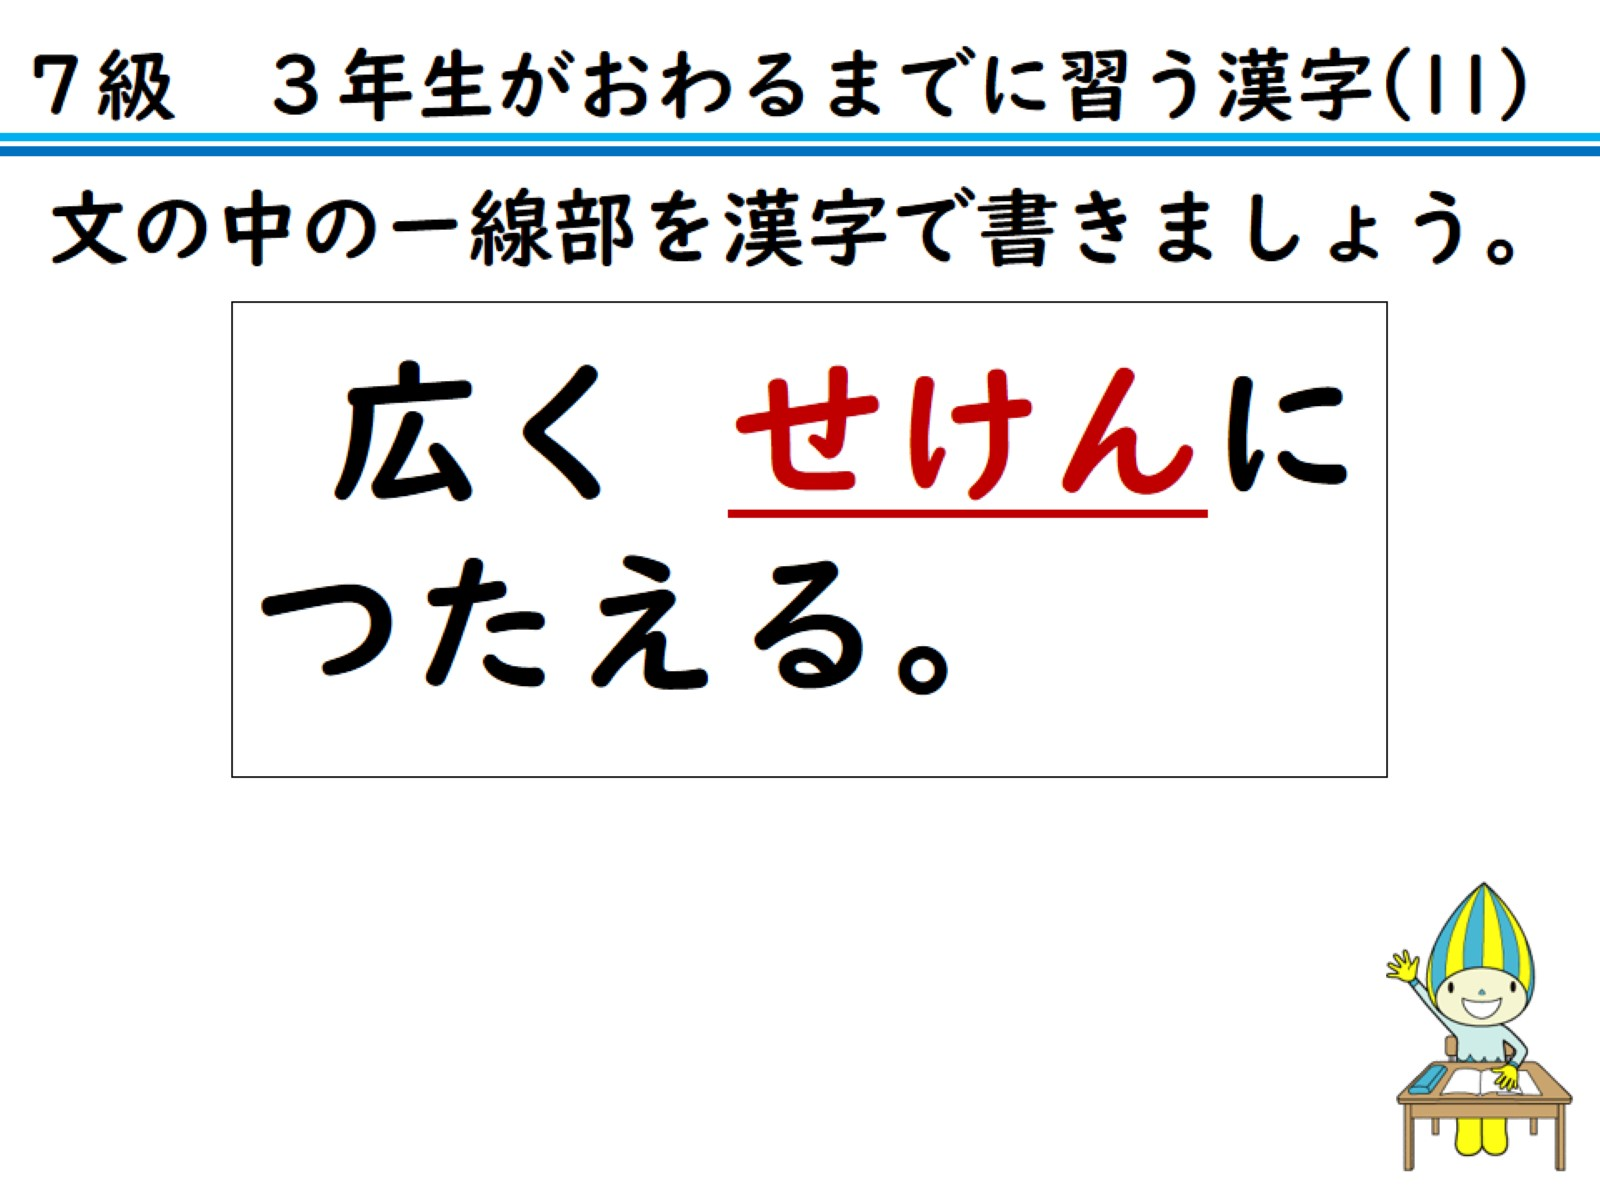 ７級　３年生がおわるまでに習う漢字(11)
文の中の一線部を漢字で書きましょう。
広く せけんに
つたえる。